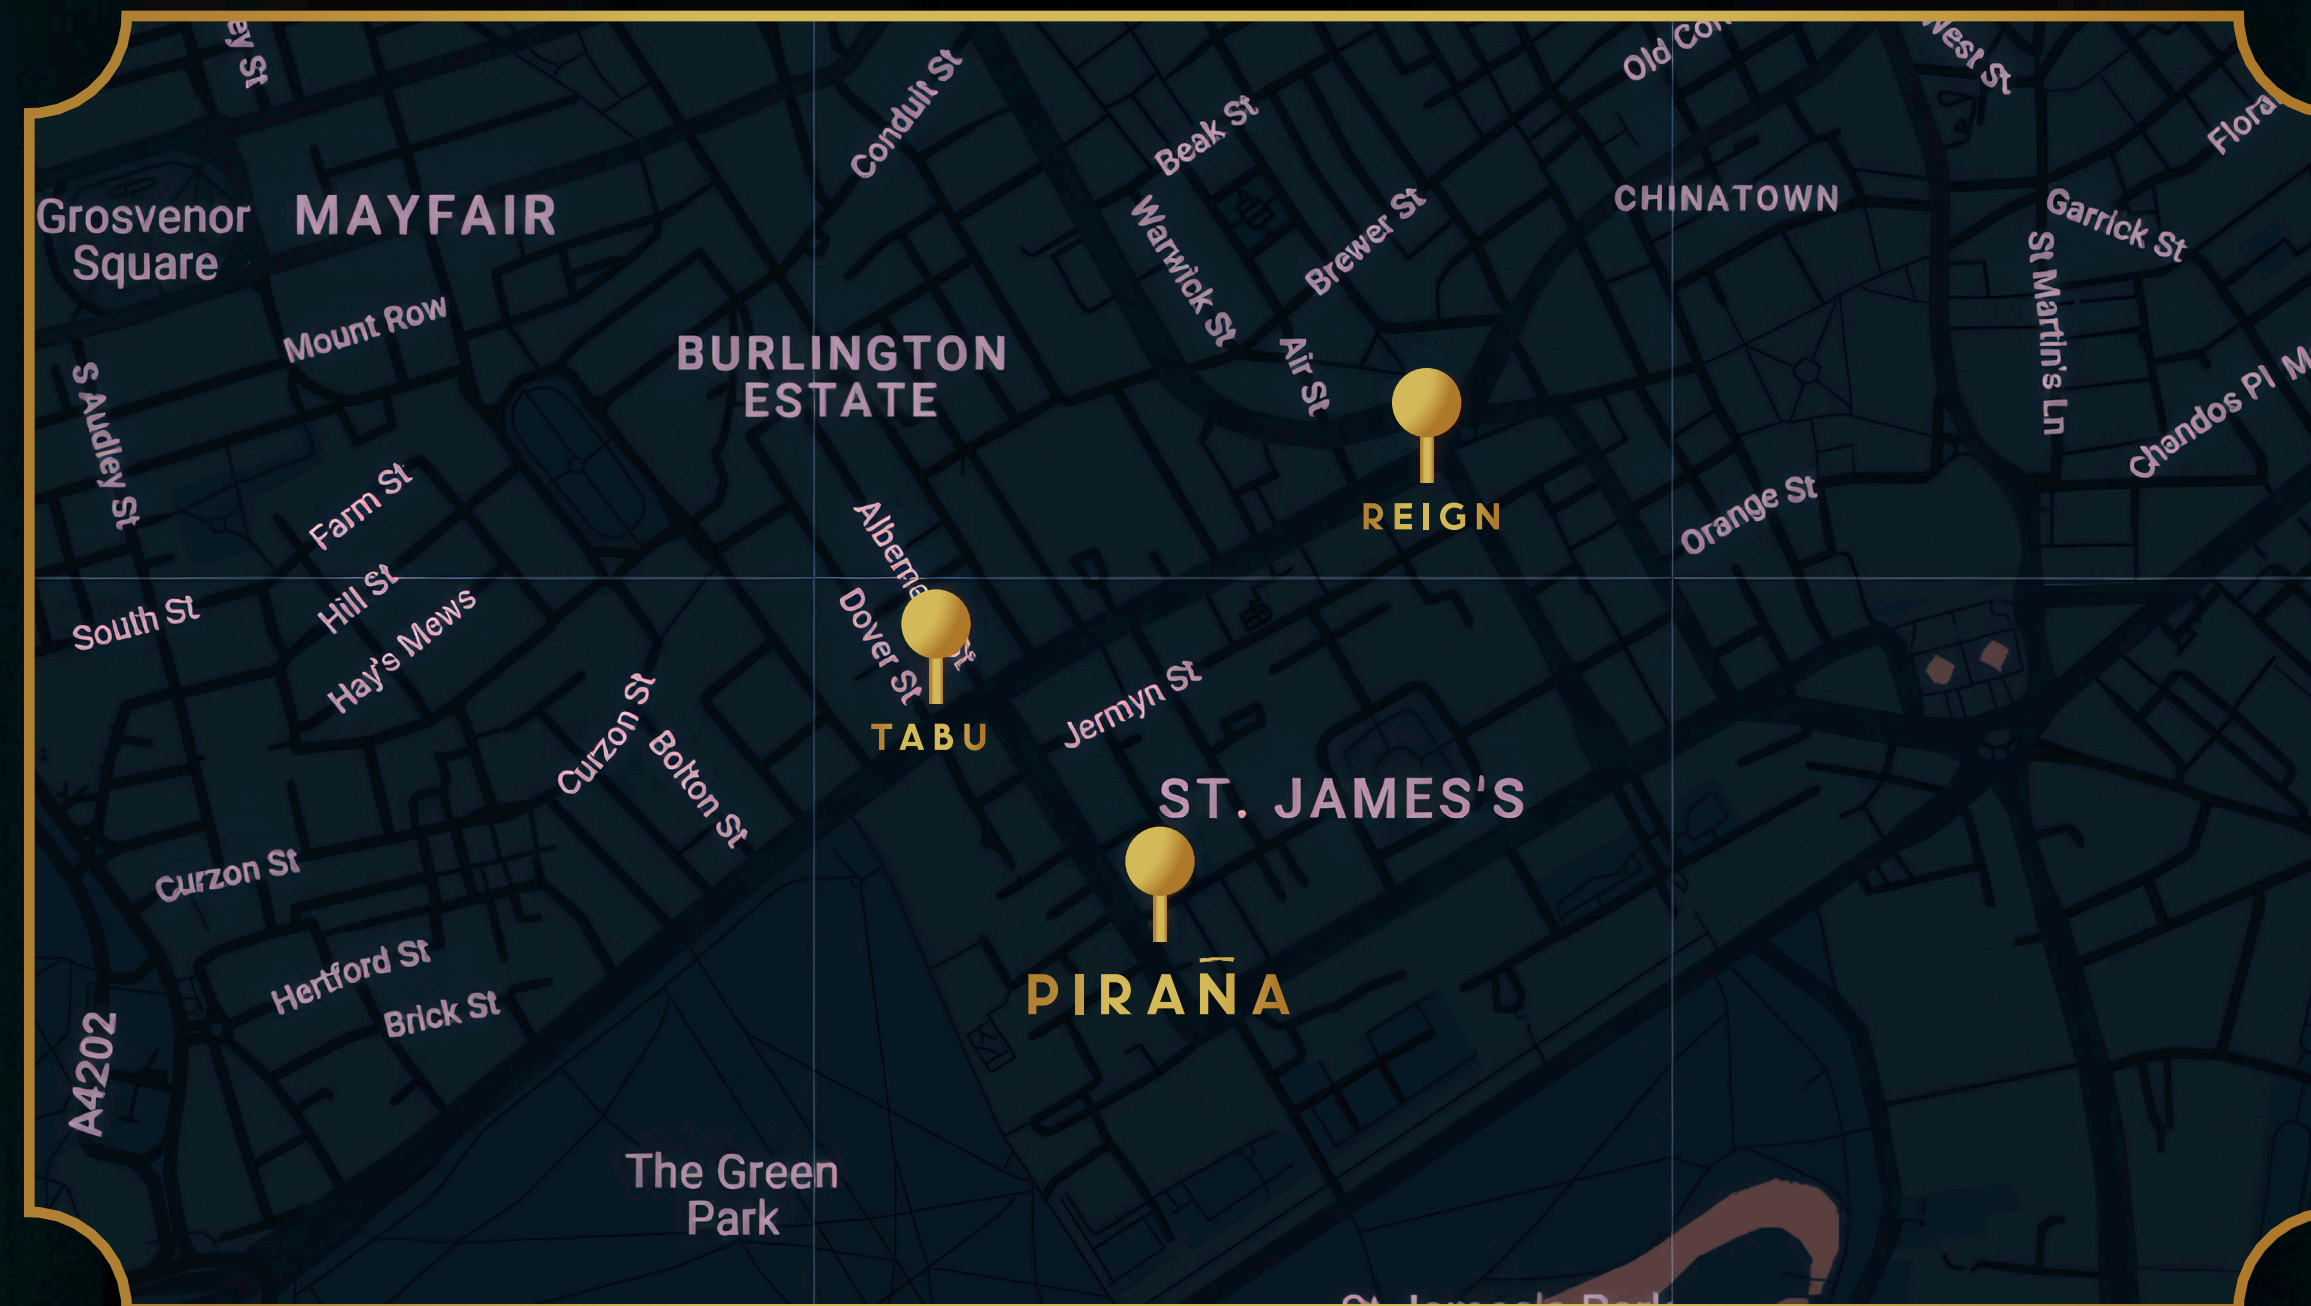 West St
Conduit St
Beak St
Garrick St
CHINATOWN
Grosvenor
Square
MAYFAIR
Warwick St
Brewer St
St Martin's Ln
Mount Row
BURLINGTON
ESTATE
Air St
S Audley St
Chandos Pl
Farm St
REIGN
Orange St
Hill St
South St
Hay's Mews
Dover St
TABU
Jermyn St
Curzon St
Bolton St
ST. JAMES'S
Curzon St
PIRAÑA
Hertford St
Brick St
A4202
The Green
Park